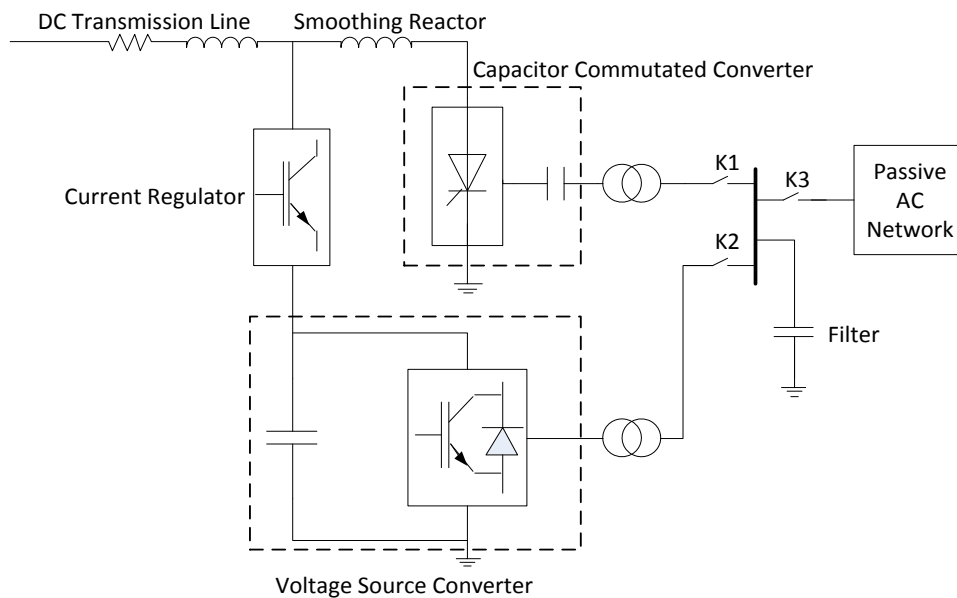 DC Transmission Line
Smoothing Reactor
Capacitor Commutated Converter
K1
K3
Passive
AC
Network
Current Regulator
K2
Filter
Voltage Source Converter